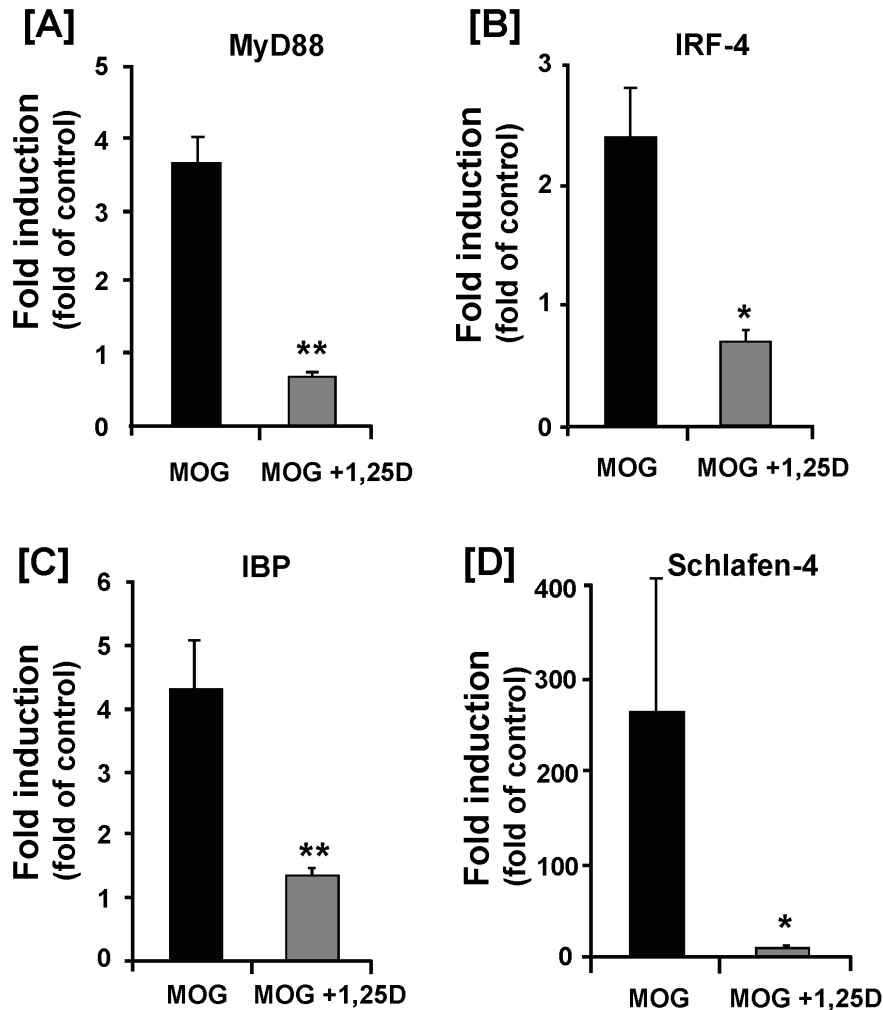 [A]
MyD88
Fold induction
(fold of control)
5
4
3
2
1
0
**
MOG
MOG +1,25D
[B]
IRF-4
Fold induction
(fold of control)
3
2
1
0
*
MOG
MOG +1,25D
[C]
IBP
Fold induction
(fold of control)
6
5
4
3
2
1
0
**
MOG
MOG +1,25D
[D]
Schlafen-4
Fold induction
(fold of control)
400
300
200
100
0
*
MOG
MOG +1,25D